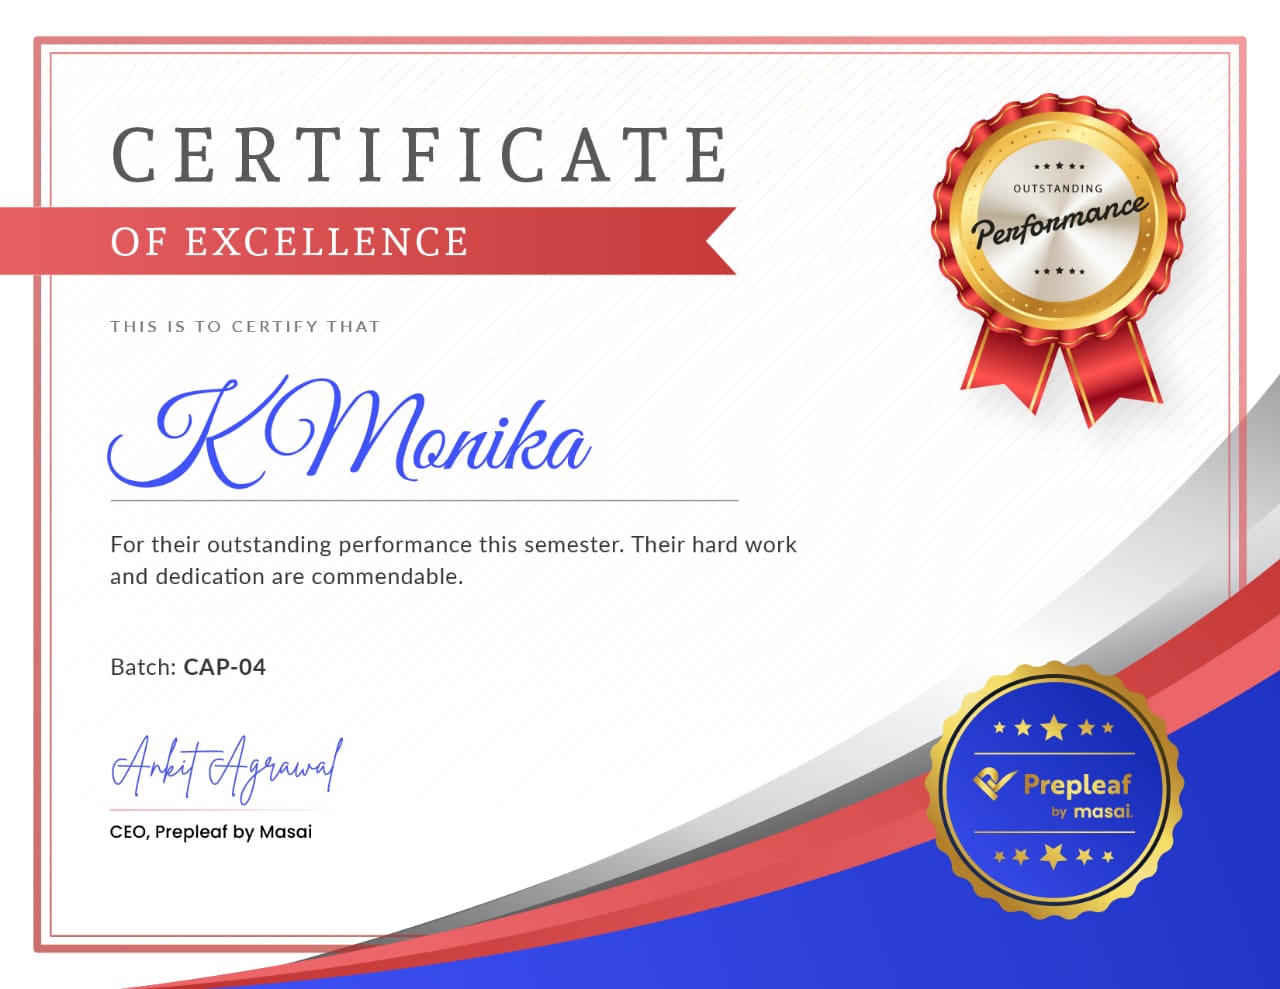 CERTIFICATE
OF EXCELLENCE
THIS IS TO CERTIFY THAT
K Monika
For their outstanding performance this semester. Their hard work
and dedication are commendable.
Batch: CAP-04
Ankit Agrawal
CEO, Prepleaf by Masai
OUTSTANDING
Performance
Prepleaf
by masai.